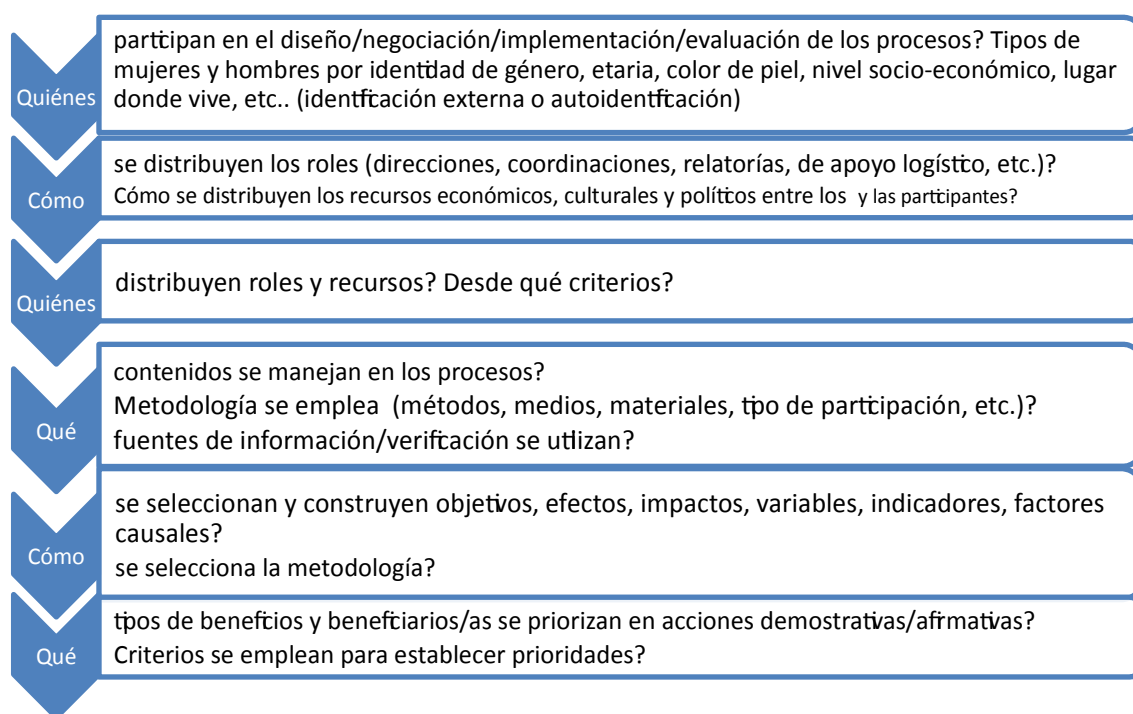 Quiénes
participan en el diseño/negociación/implementación/evaluación de los procesos? Tipos de
mujeres y hombres por identidad de género, etaria, color de piel, nivel socio-económico, lugar
donde vive, etc.. (identificación externa o autoidentificación)
Cómo
se distribuyen los roles (direcciones, coordinaciones, relatorías, de apoyo logístico, etc.)?
Cómo se distribuyen los recursos económicos, culturales y políticos entre los y las participantes?
Quiénes
distribuyen roles y recursos? Desde qué criterios?
Qué
contenidos se manejan en los procesos?
Metodología se emplea (métodos, medios, materiales, tipo de participación, etc.)?
fuentes de información/verificación se utilizan?
Cómo
se seleccionan y construyen objetivos, efectos, impactos, variables, indicadores, factores
causales?
se selecciona la metodología?
Qué
tipos de beneficios y beneficiarios/as se priorizan en acciones demostrativas/afirmativas?
Criterios se emplean para establecer prioridades?